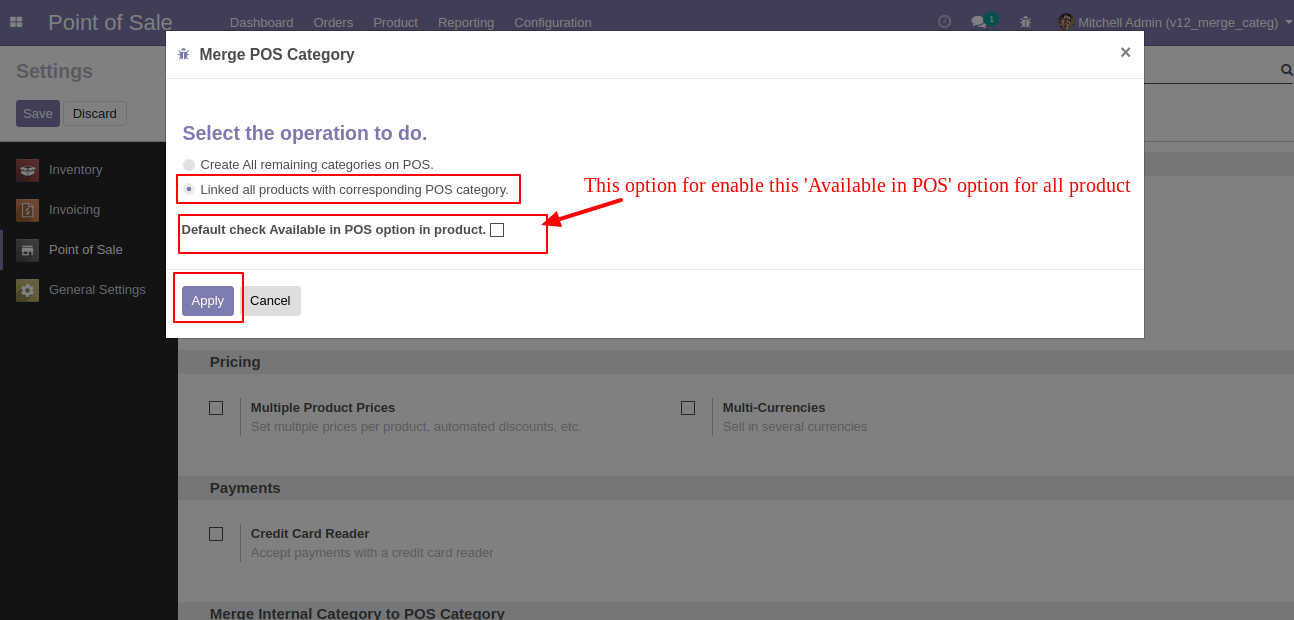 Point of Sale Dashboard Orders Product Reporting Configuration 1 Mitchell Admin (v12_merge_categ)
Merge POS Category ×
Settings
Save Discard
Select the operation to do.
Create All remaining categories on POS.
Linked all products with corresponding POS category.
This option for enable this 'Available in POS' option for all product
Default check Available in POS option in product.
Apply Cancel
Inventory
Invoicing
Point of Sale
General Settings
Pricing
Multiple Product Prices
Set multiple prices per product, automated discounts, etc.
Multi-Currencies
Sell in several currencies
Payments
Credit Card Reader
Accept payments with a credit card reader
Merge Internal Category to POS Category